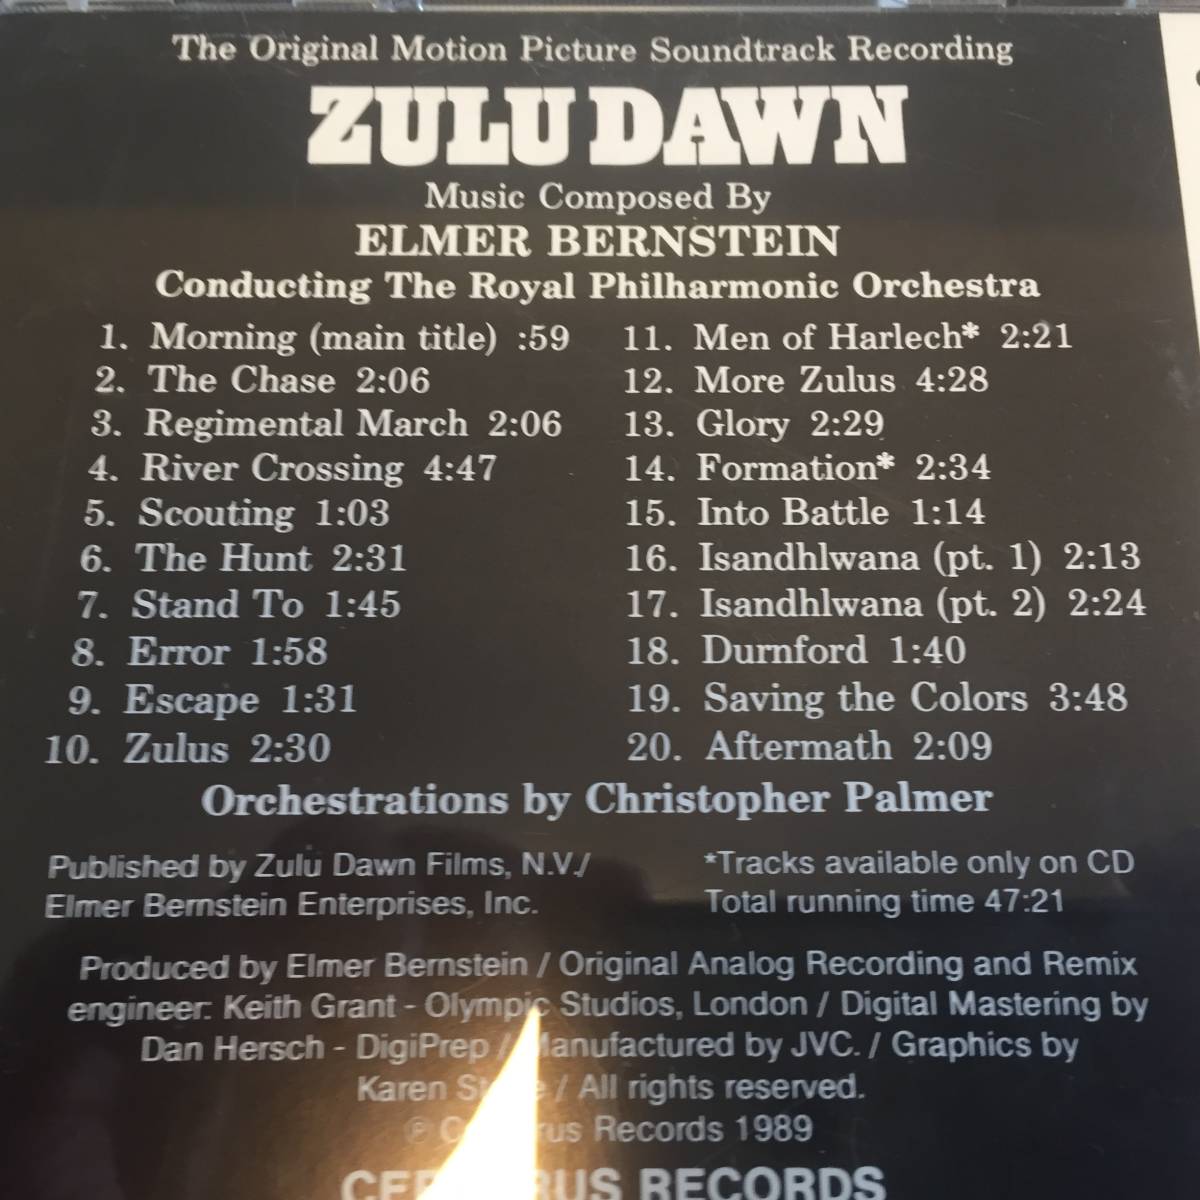 The Original Motion Picture Soundtrack Recording
ZULU DAWN
Music Composed By
ELMER BERNSTEIN
Conducting The Royal Philharmonic Orchestra
1. Morning (main title) :59
2. The Chase 2:06
3. Regimental March 2:06
4. River Crossing 4:47
5. Scouting 1:03
6. The Hunt 2:31
7. Stand To 1:45
8. Error 1:58
9. Escape 1:31
10. Zulus 2:30
11. Men of Harlech* 2:21
12. More Zulus 4:28
13. Glory 2:29
14. Formation* 2:34
15. Into Battle 1:14
16. Isandhlwana (pt. 1) 2:13
17. Isandhlwana (pt. 2) 2:24
18. Durnford 1:40
19. Saving the Colors 3:48
20. Aftermath 2:09
Orchestrations by Christopher Palmer
Published by Zulu Dawn Films, N.V./
Elmer Bernstein Enterprises, Inc.
*Tracks available only on CD
Total running time 47:21
Produced by Elmer Bernstein / Original Analog Recording and Remix
engineer: Keith Grant - Olympic Studios, London / Digital Mastering by
Dan Hersch - DigiPrep / Manufactured by JVC. / Graphics by
Karen / All rights reserved.
℗ Records 1989
RECORDS